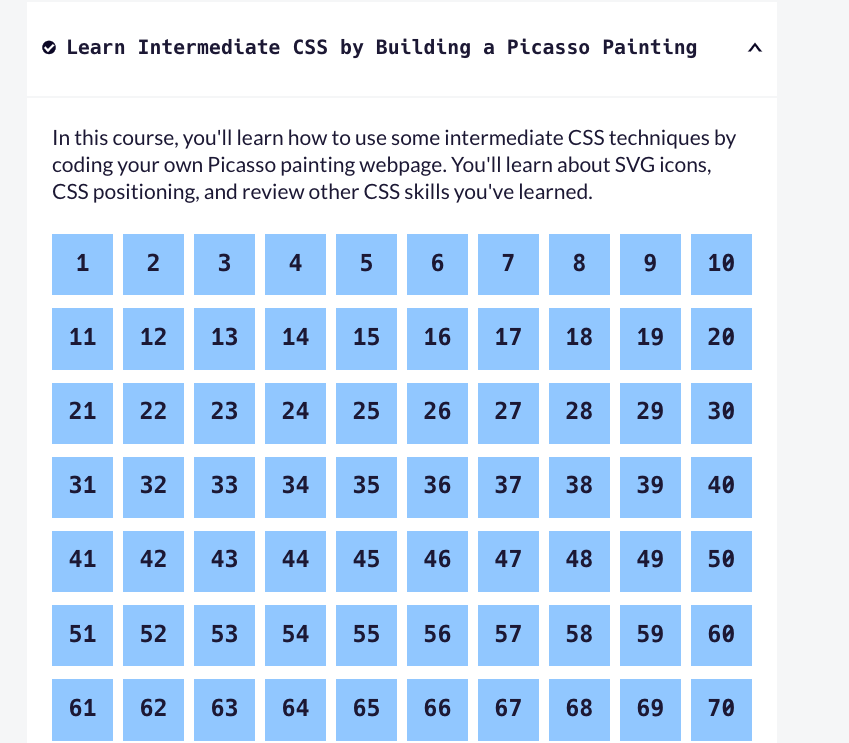 Learn Intermediate CSS by Building a Picasso Painting
In this course, you'll learn how to use some intermediate CSS techniques by
coding your own Picasso painting webpage. You'll learn about SVG icons,
CSS positioning, and review other CSS skills you've learned.
1 2 3 4 5 6 7 8 9 10
11 12 13 14 15 16 17 18 19 20
21 22 23 24 25 26 27 28 29 30
31 32 33 34 35 36 37 38 39 40
41 42 43 44 45 46 47 48 49 50
51 52 53 54 55 56 57 58 59 60
61 62 63 64 65 66 67 68 69 70